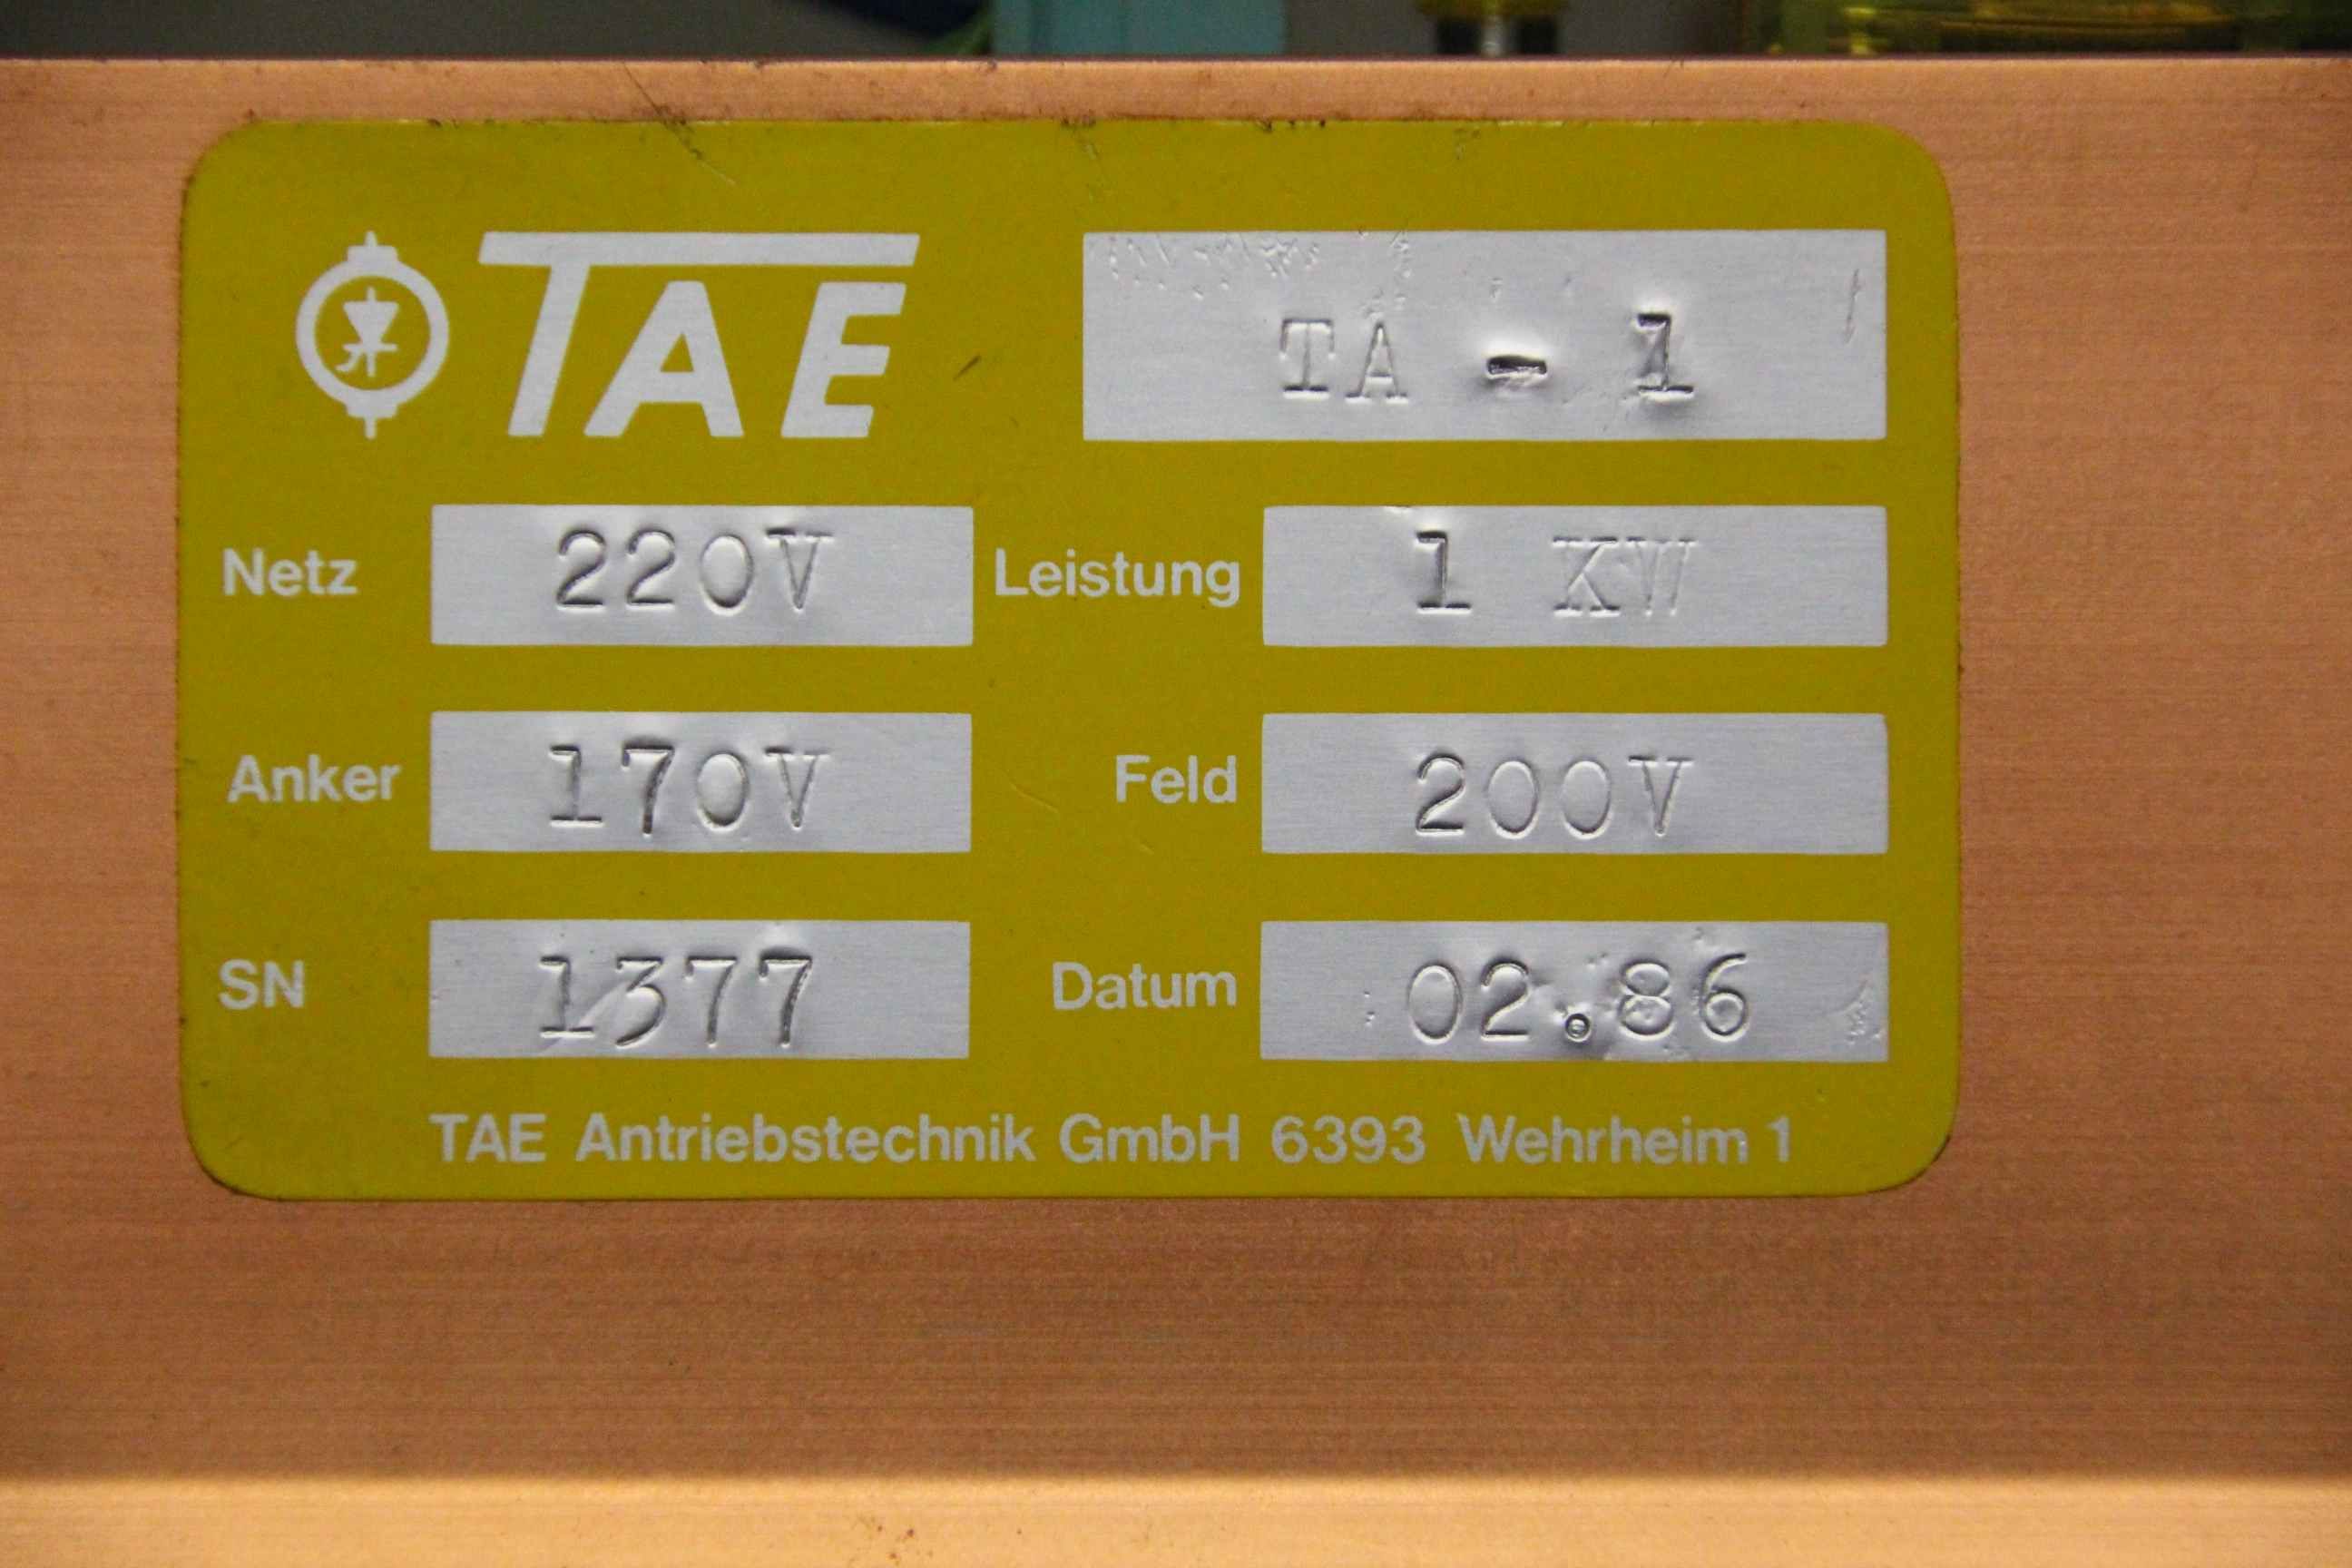 TAE TA - 1
Netz 220V Leistung 1 KW
Anker 170V Feld 200V
SN 1377 Datum 02.86
TAE Antriebstechnik GmbH 6393 Wehrheim 1